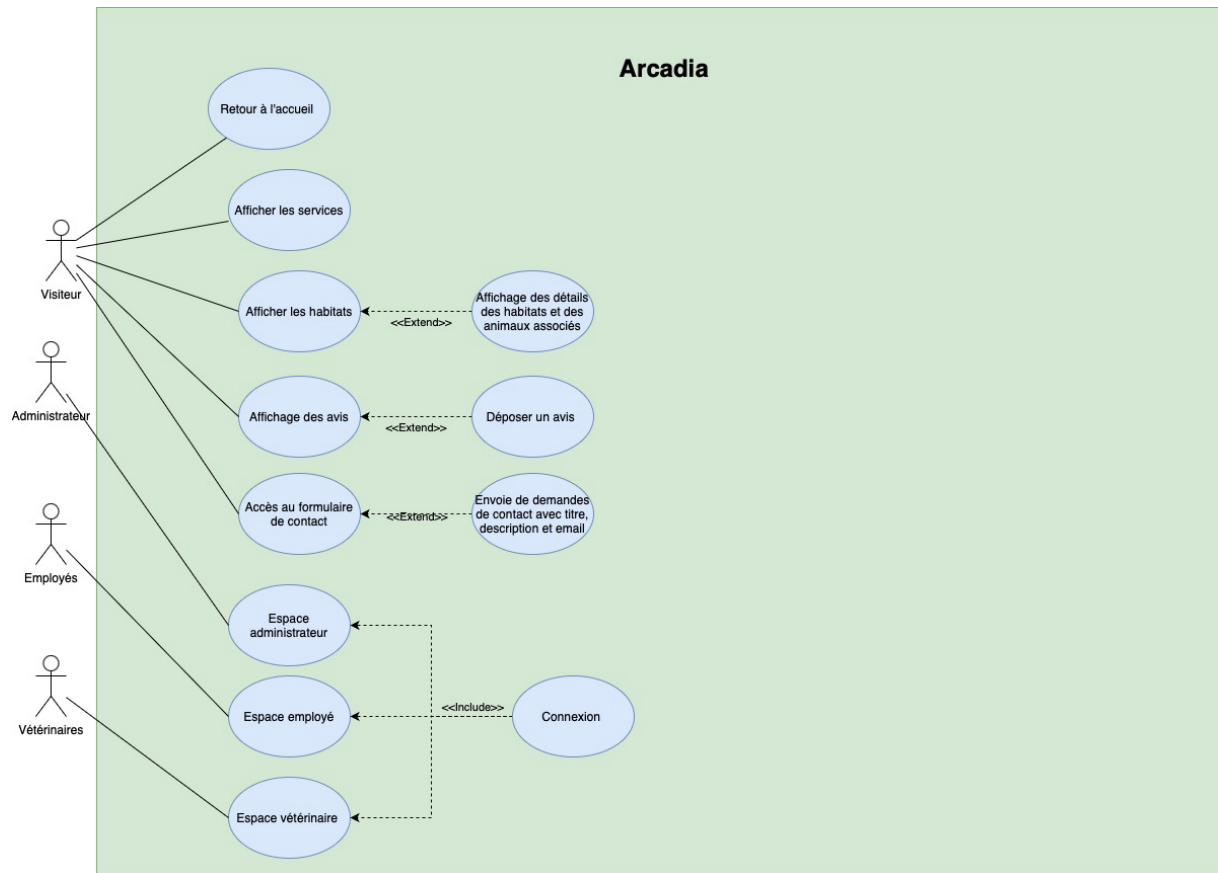 Arcadia
Retour à l'accueil
Afficher les services
Visiteur
Afficher les habitats
<<Extend>>
Affichage des détails
des habitats et des
animaux associés
Administrateur
Affichage des avis
<<Extend>>
Déposer un avis
Accès au formulaire
de contact
<<Extend>>
Envoie de demandes
de contact avec titre,
description et email
Employés
Espace
administrateur
Espace employé
<<Include>>
Connexion
Vétérinaires
Espace vétérinaire